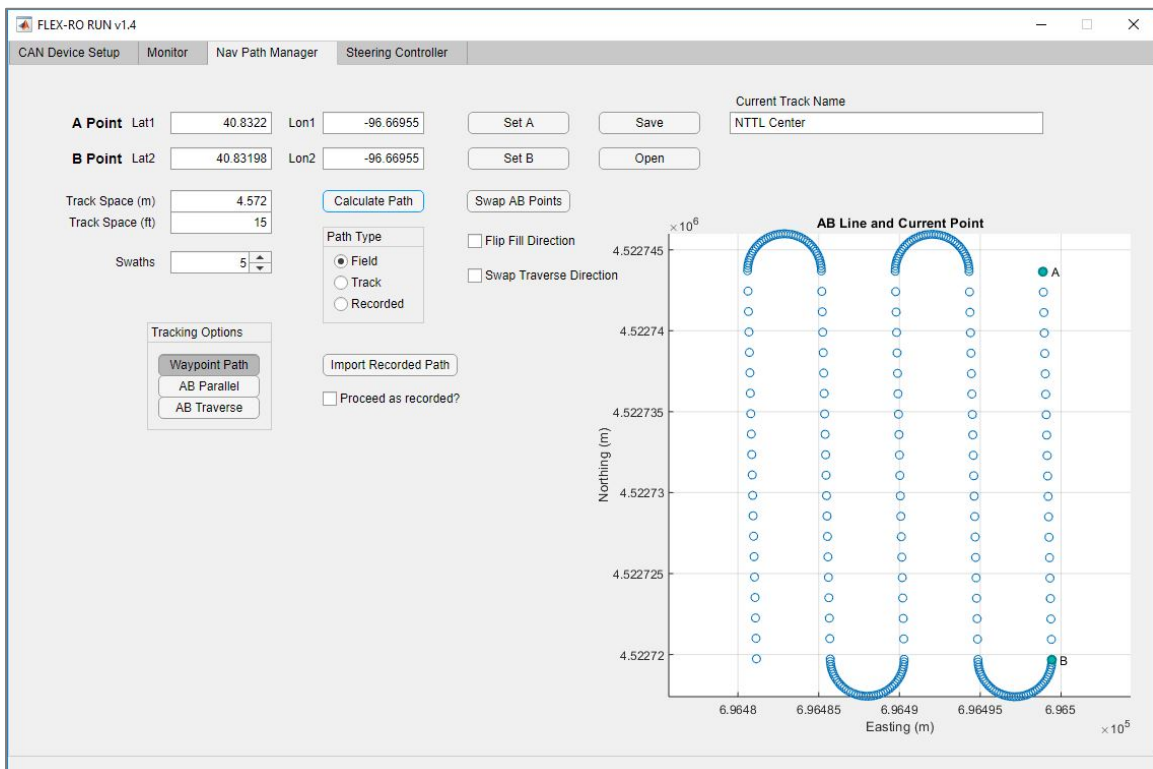 FLEX-RO RUN v1.4
CAN Device Setup Monitor Nav Path Manager Steering Controller
Current Track Name
A Point Lat1 40.8322 Lon1 -96.66955 Set A Save NTTL Center
B Point Lat2 40.83198 Lon2 -96.66955 Set B Open
Track Space (m) 4.572 Calculate Path Swap AB Points
Track Space (ft) 15
Path Type
Flip Fill Direction
Swaths 5 Field
Swap Traverse Direction
Track
Recorded
Tracking Options
Waypoint Path Import Recorded Path
AB Parallel
Proceed as recorded?
AB Traverse
×10⁶
AB Line and Current Point
4.522745
A
4.52274
4.522735
Northing (m)
4.52273
4.522725
4.52272
B
6.9648 6.96485 6.9649 6.96495 6.965
Easting (m)
×10⁵